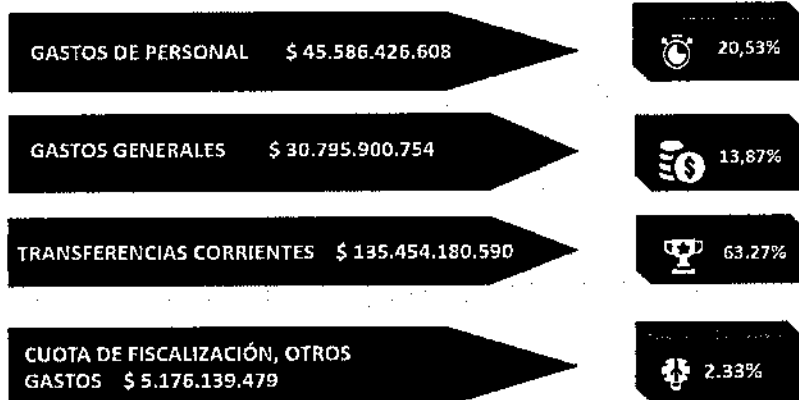 GASTOS DE PERSONAL $ 45.586.426.608
20,53%
GASTOS GENERALES $ 30.795.900.754
13,87%
TRANSFERENCIAS CORRIENTES $ 135.454.180.590
63.27%
CUOTA DE FISCALIZACIÓN, OTROS
GASTOS $ 5.176.139.479
2.33%